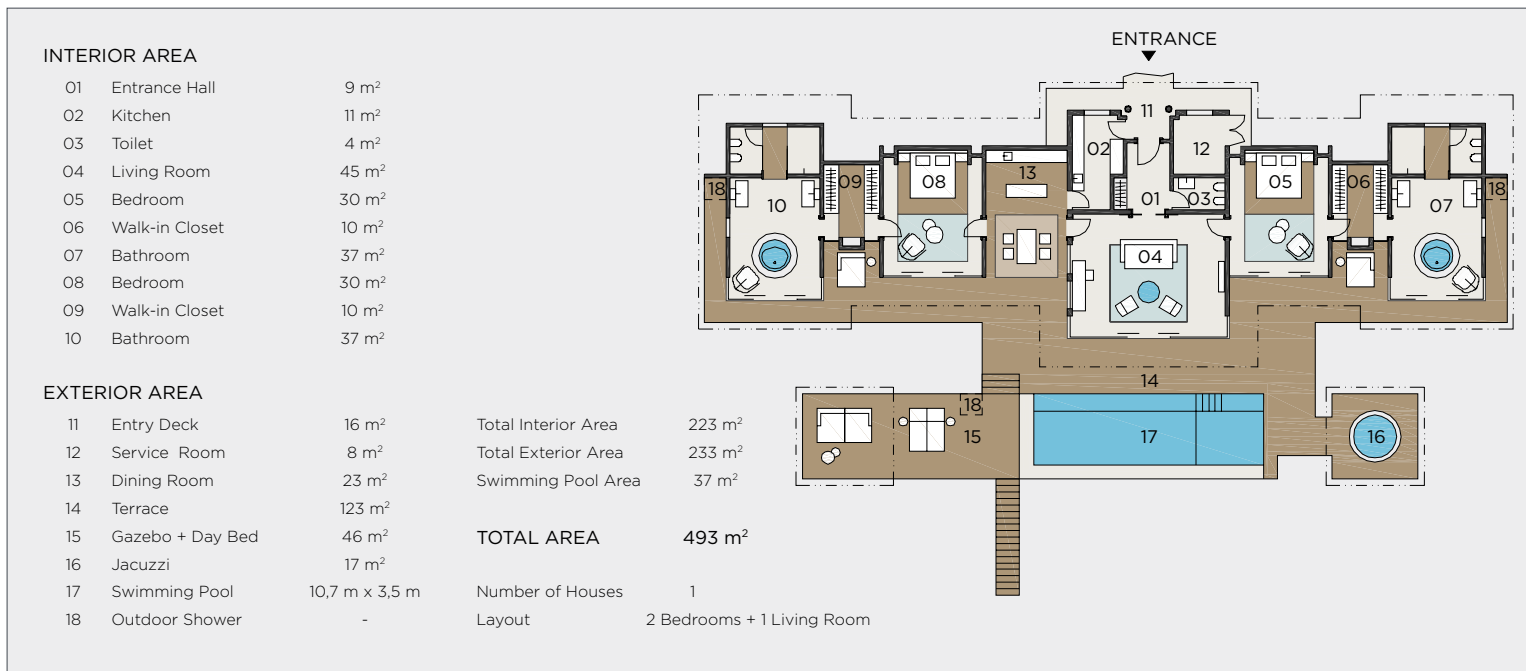 INTERIOR AREA
01 Entrance Hall 9 m²
02 Kitchen 11 m²
03 Toilet 4 m²
04 Living Room 45 m²
05 Bedroom 30 m²
06 Walk-in Closet 10 m²
07 Bathroom 37 m²
08 Bedroom 30 m²
09 Walk-in Closet 10 m²
10 Bathroom 37 m²
EXTERIOR AREA
11 Entry Deck 16 m²
12 Service Room 8 m²
13 Dining Room 23 m²
14 Terrace 123 m²
15 Gazebo + Day Bed 46 m²
16 Jacuzzi 17 m²
17 Swimming Pool 10,7 m x 3,5 m
18 Outdoor Shower -
Total Interior Area 223 m²
Total Exterior Area 233 m²
Swimming Pool Area 37 m²
TOTAL AREA 493 m²
Number of Houses 1
Layout 2 Bedrooms + 1 Living Room
ENTRANCE
11
02
12
13
18
10
09
08
01
03
05
06
07
18
04
14
18
15
17
16